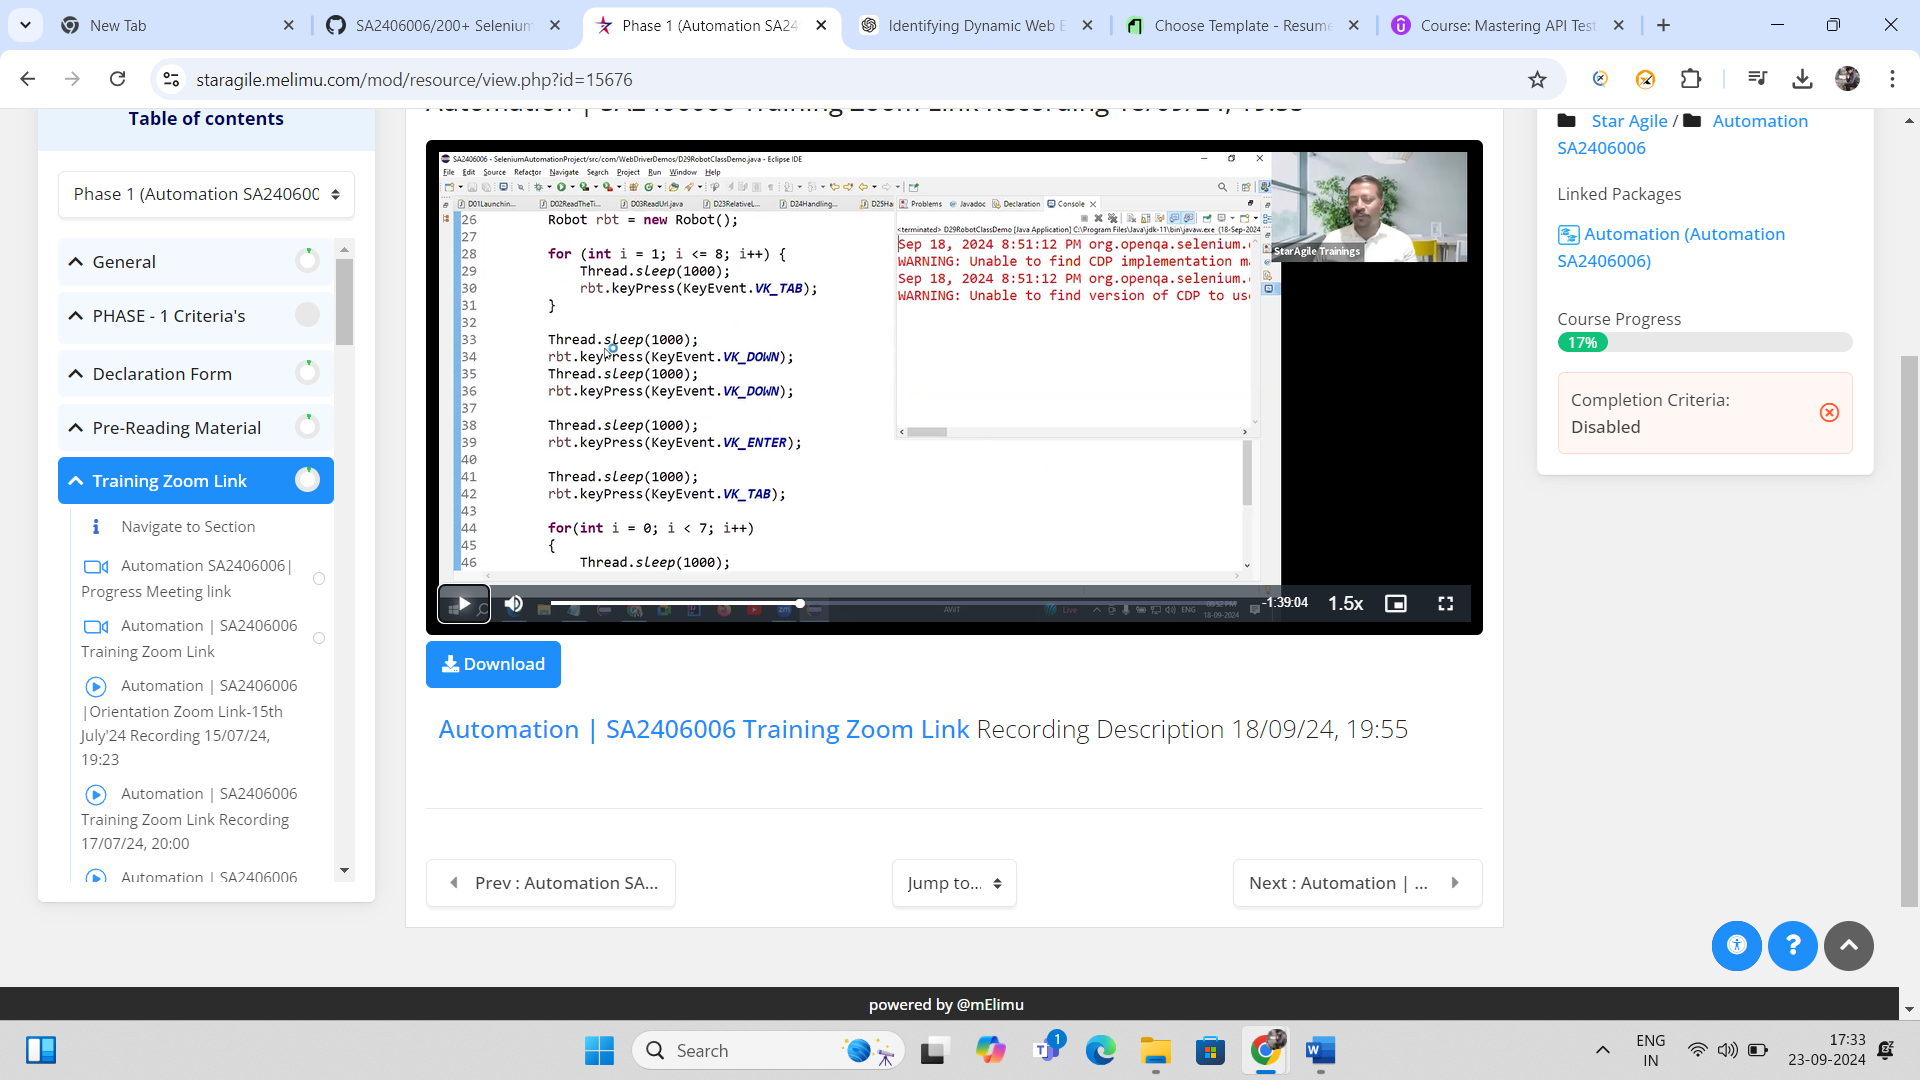 New Tab
SA2406006/200+ Selenium
Phase 1 (Automation SA24
Identifying Dynamic Web E
Choose Template - Resume
Course: Mastering API Test
staragile.melimu.com/mod/resource/view.php?id=15676
Table of contents
Phase 1 (Automation SA240600
General
PHASE - 1 Criteria's
Declaration Form
Pre-Reading Material
Training Zoom Link
Navigate to Section
Automation SA2406006|
Progress Meeting link
Automation | SA2406006
Training Zoom Link
Automation | SA2406006
|Orientation Zoom Link-15th
July'24 Recording 15/07/24,
19:23
Automation | SA2406006
Training Zoom Link Recording
17/07/24, 20:00
Automation | SA2406006
SA2406006 - SeleniumAutomationProject/src/com/WebDriverDemos/D29RobotClassDemo.java - Eclipse IDE
File Edit Source Refactor Navigate Search Project Run Window Help
D01Launchin... D02ReadTheTi... D03ReadUrl.java D23RelativeL... D24Handling... D25Ha
Problems Javadoc Declaration Console
<terminated> D29RobotClassDemo [Java Application] C:\Program Files\Java\jdk-11\bin\javaw.exe (18-Sep-2024
Sep 18, 2024 8:51:12 PM org.openqa.selenium.
WARNING: Unable to find CDP implementation ma
Sep 18, 2024 8:51:12 PM org.openqa.selenium.
WARNING: Unable to find version of CDP to use
26 Robot rbt = new Robot();
27
28 for (int i = 1; i <= 8; i++) {
29 Thread.sleep(1000);
30 rbt.keyPress(KeyEvent.VK_TAB);
31 }
32
33 Thread.sleep(1000);
34 rbt.keyPress(KeyEvent.VK_DOWN);
35 Thread.sleep(1000);
36 rbt.keyPress(KeyEvent.VK_DOWN);
37
38 Thread.sleep(1000);
39 rbt.keyPress(KeyEvent.VK_ENTER);
40
41 Thread.sleep(1000);
42 rbt.keyPress(KeyEvent.VK_TAB);
43
44 for(int i = 0; i < 7; i++)
45 {
46 Thread.sleep(1000);
StarAgile Trainings
-1:39:04
1.5x
18-09-2024
Download
Automation | SA2406006 Training Zoom Link Recording Description 18/09/24, 19:55
Prev : Automation SA...
Jump to...
Next : Automation | ...
Star Agile / Automation
SA2406006
Linked Packages
Automation (Automation
SA2406006)
Course Progress
17%
Completion Criteria:
Disabled
?
powered by @mElimu
Search
1
ENG
IN
17:33
23-09-2024